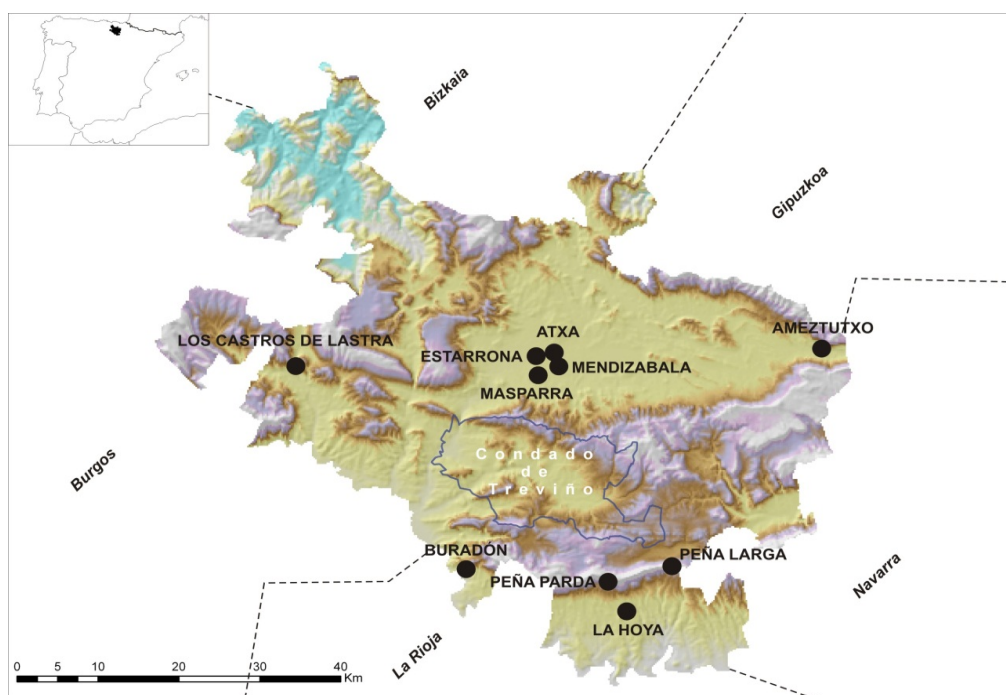 Bizkaia
Gipuzkoa
AMEZTUTXO
ATXA
LOS CASTROS DE LASTRA
ESTARRONA
MENDIZABALA
MASPARRA
Burgos
Condado
de
Treviño
BURADÓN
PEÑA LARGA
PEÑA PARDA
Navarra
LA HOYA
La Rioja
0 5 10 20 30 40
Km